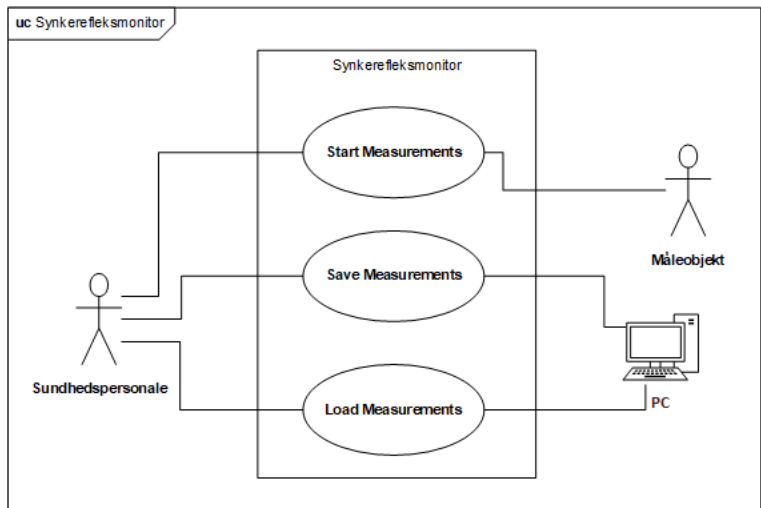 uc Synkerefleksmonitor
Synkerefleksmonitor
Start Measurements
Måleobjekt
Save Measurements
Sundhedspersonale
Load Measurements
PC